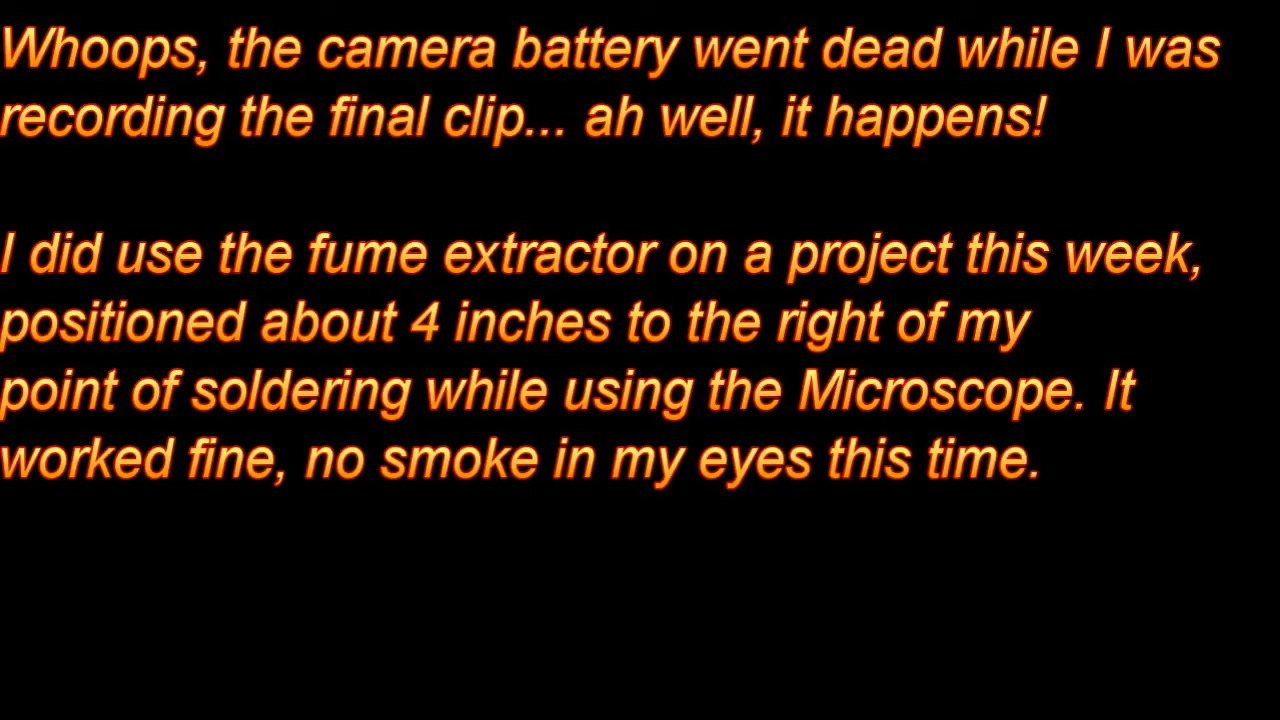 Whoops, the camera battery went dead while I was
recording the final clip... ah well, it happens!
I did use the fume extractor on a project this week,
positioned about 4 inches to the right of my
point of soldering while using the Microscope. It
worked fine, no smoke in my eyes this time.